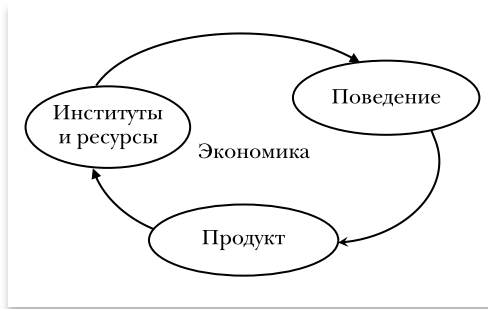 Институты
и ресурсы
Поведение
Экономика
Продукт